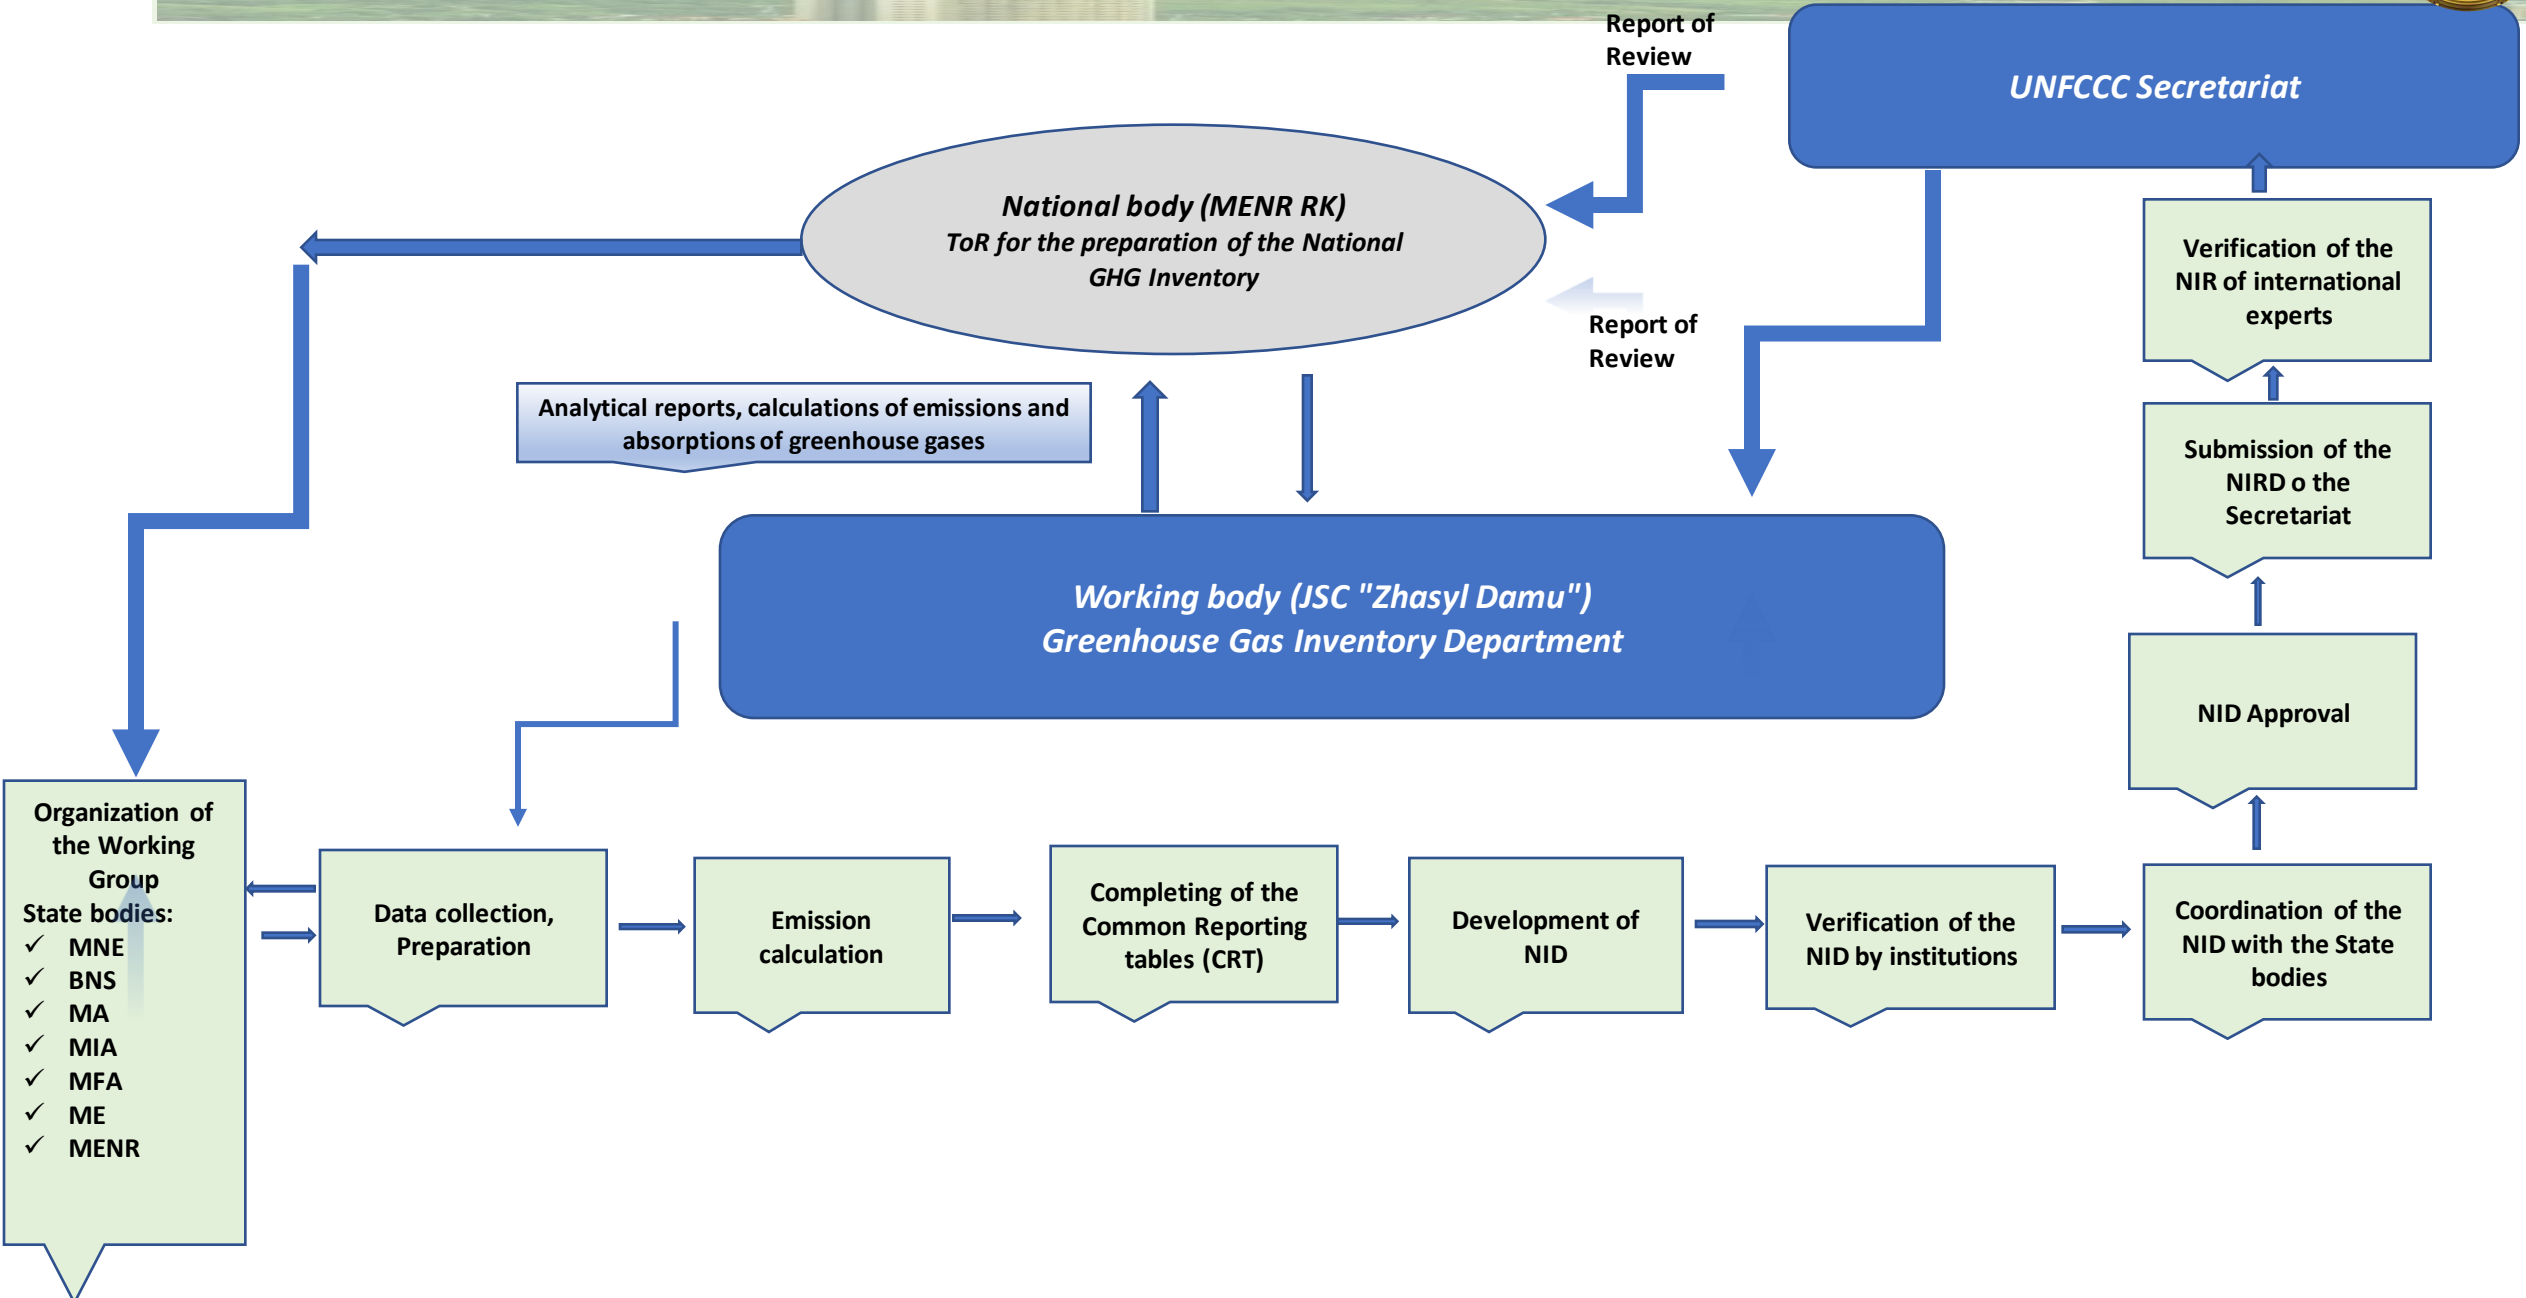 Report of
Review
UNFCCC Secretariat
National body (MENR RK)
ToR for the preparation of the National
GHG Inventory
Verification of the
NIR of international
experts
Report of
Review
Analytical reports, calculations of emissions and
absorptions of greenhouse gases
Submission of the
NIRD o the
Secretariat
Working body (JSC "Zhasyl Damu")
Greenhouse Gas Inventory Department
NID Approval
Organization of
the Working
Group
State bodies:
✓ MNE
✓ BNS
✓ MA
✓ MIA
✓ MFA
✓ ME
✓ MENR
Data collection,
Preparation
Emission
calculation
Completing of the
Common Reporting
tables (CRT)
Development of
NID
Verification of the
NID by institutions
Coordination of the
NID with the State
bodies